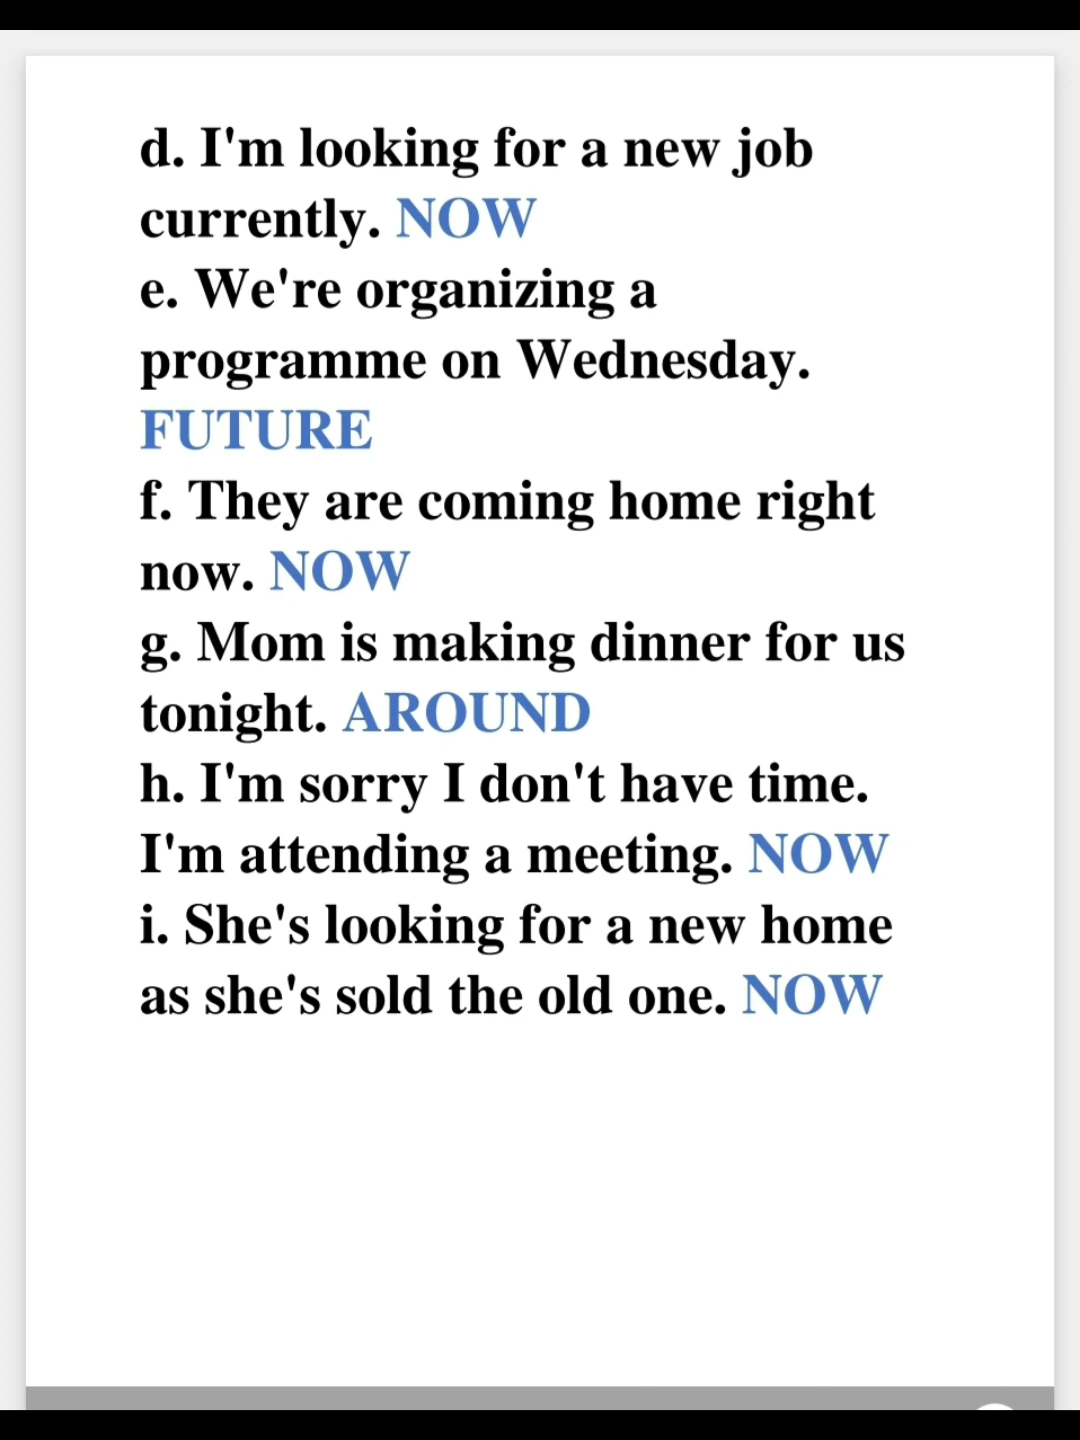 d. I'm looking for a new job
currently. NOW
e. We're organizing a
programme on Wednesday.
FUTURE
f. They are coming home right
now. NOW
g. Mom is making dinner for us
tonight. AROUND
h. I'm sorry I don't have time.
I'm attending a meeting. NOW
i. She's looking for a new home
as she's sold the old one. NOW